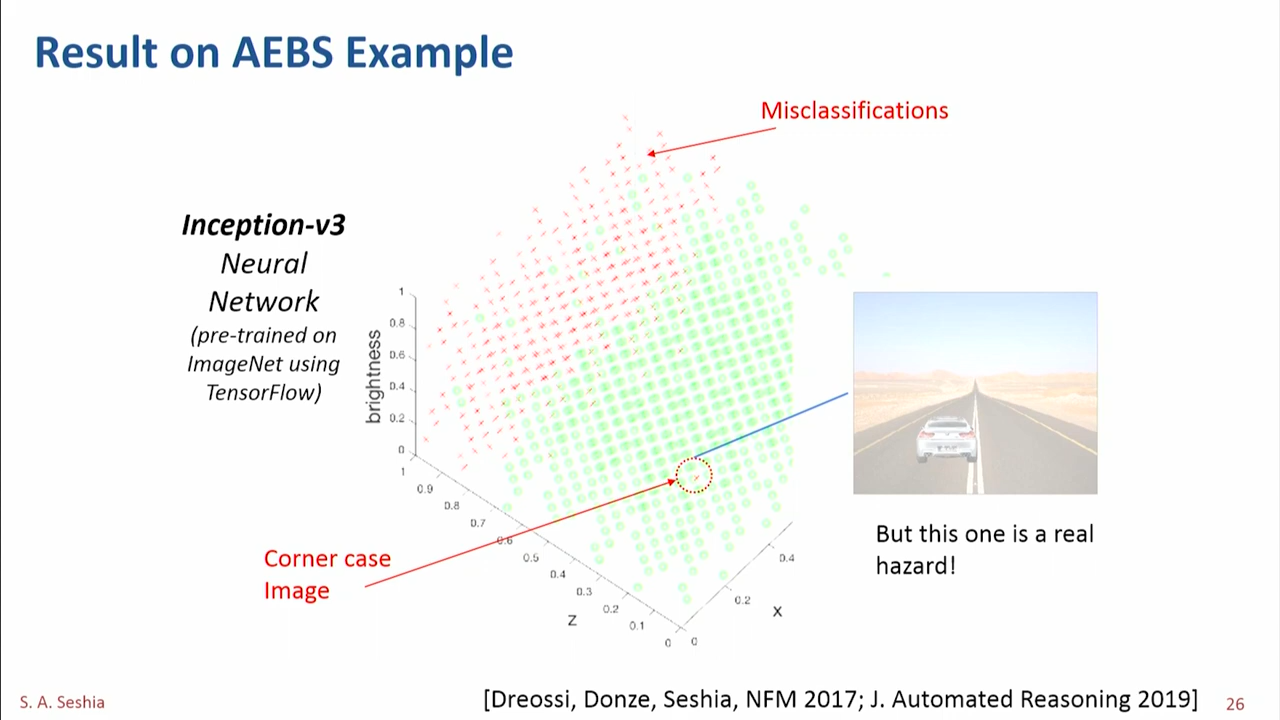 Result on AEBS Example
Misclassifications
Inception-v3
Neural
Network
(pre-trained on
ImageNet using
TensorFlow)
brightness
1
0.8
0.6
0.4
0.2
0
1
0.9
0.8
0.7
0.6
0.5
0.4
0.3
0.2
0.1
0
z
0
0.2
0.4
x
Corner case
Image
But this one is a real
hazard!
S. A. Seshia
[Dreossi, Donze, Seshia, NFM 2017; J. Automated Reasoning 2019]
26